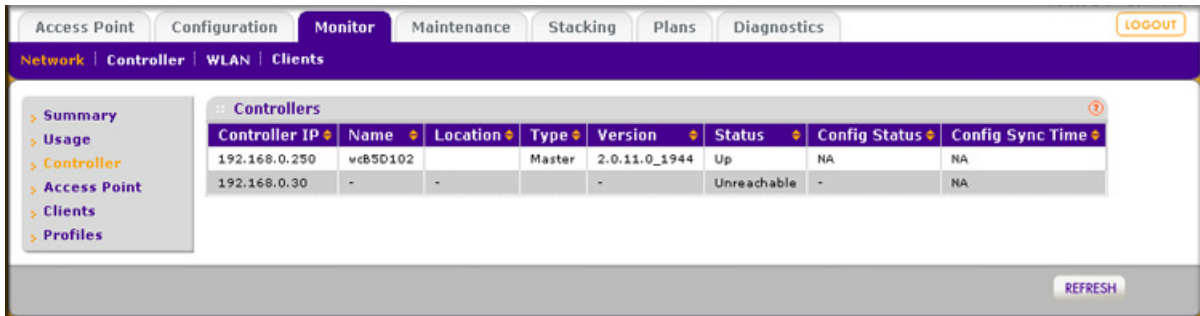 Access Point Configuration Monitor Maintenance Stacking Plans Diagnostics LOGOUT
Network Controller WLAN Clients
Summary
Usage
Controller
Access Point
Clients
Profiles
Controllers ?
Controller IP Name Location Type Version Status Config Status Config Sync Time
192.168.0.250 vcB5D102 Master 2.0.11.0_1944 Up NA NA
192.168.0.30 - - - Unreachable - NA
REFRESH